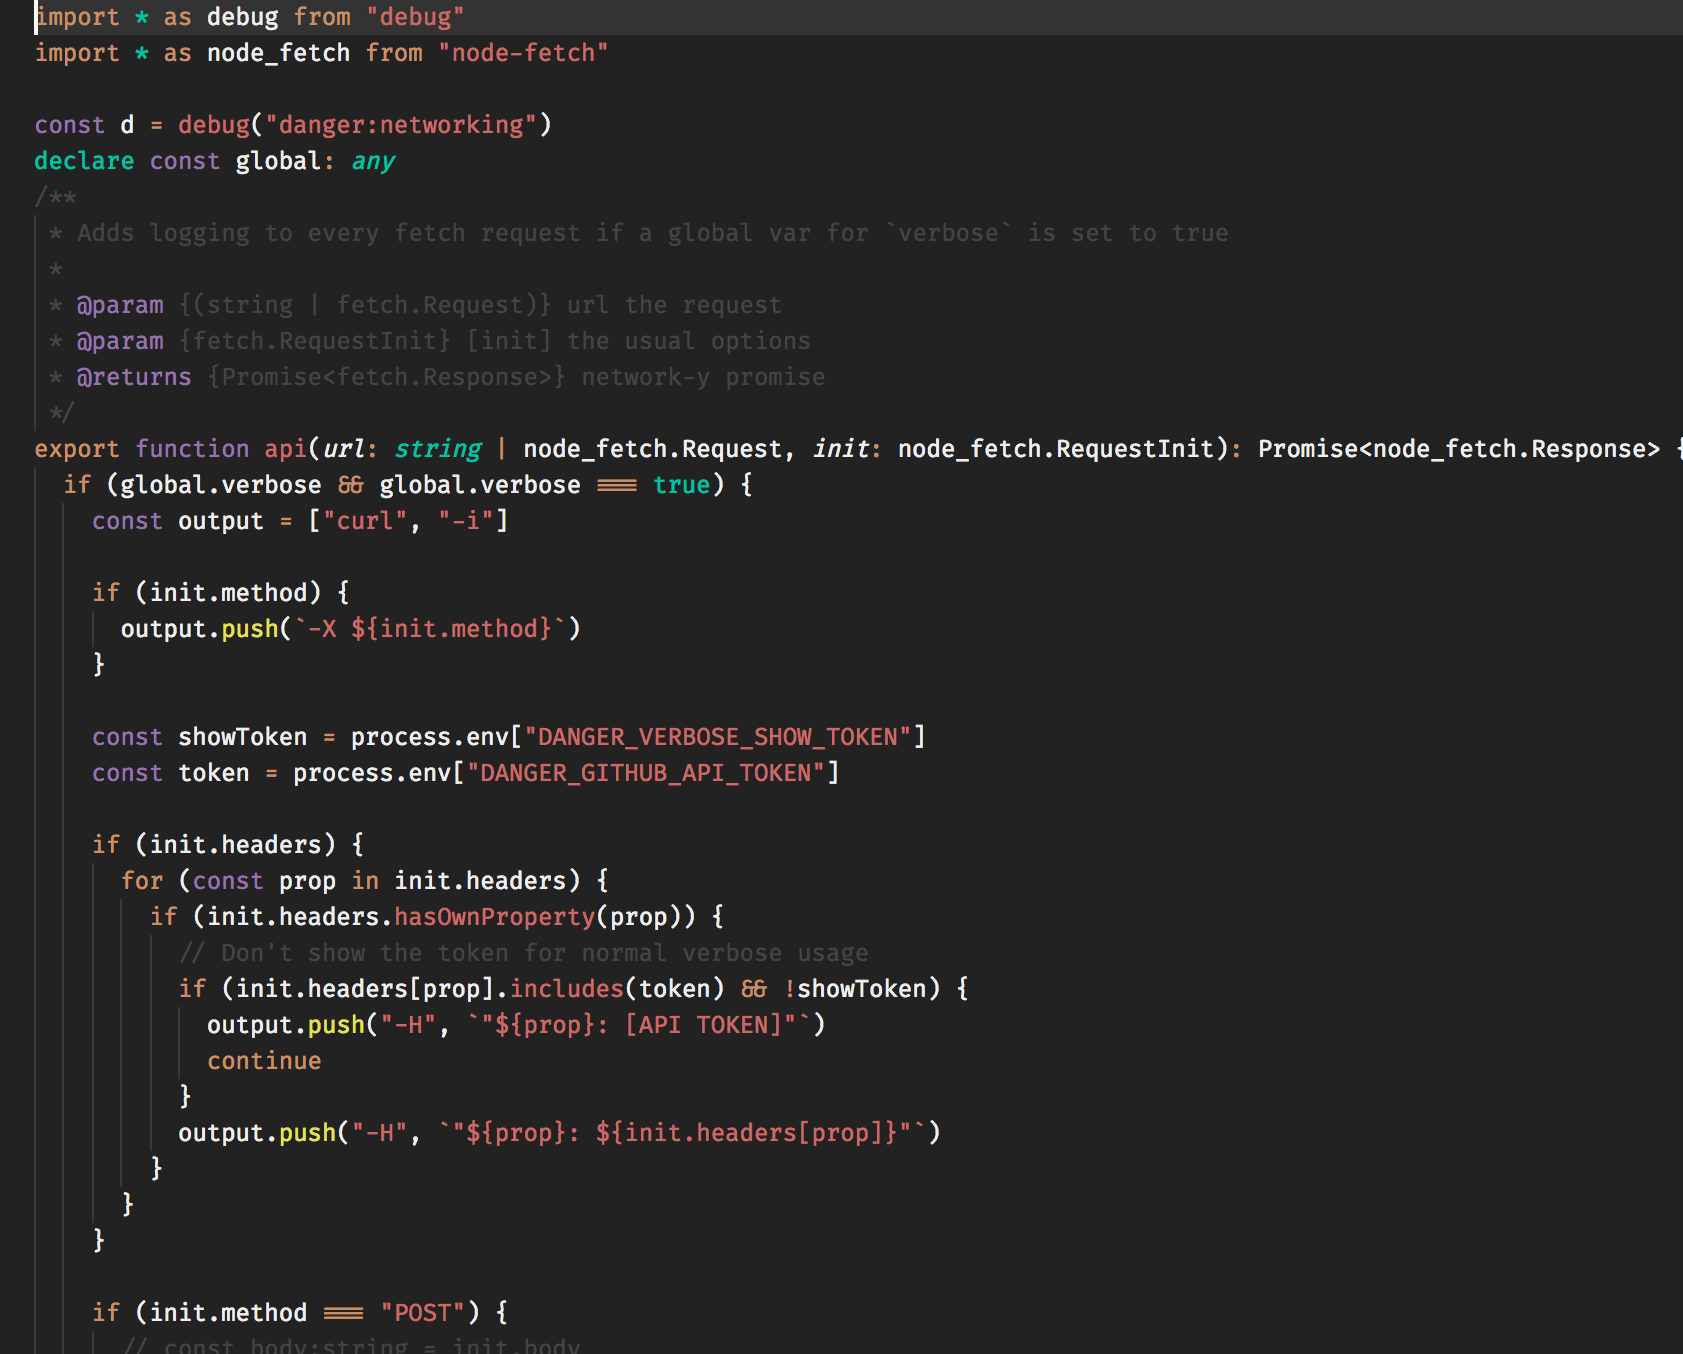 import * as debug from "debug"
import * as node_fetch from "node-fetch"

const d = debug("danger:networking")
declare const global: any
/**
 * Adds logging to every fetch request if a global var for `verbose` is set to true
 *
 * @param {(string | fetch.Request)} url the request
 * @param {fetch.RequestInit} [init] the usual options
 * @returns {Promise<fetch.Response>} network-y promise
 */
export function api(url: string | node_fetch.Request, init: node_fetch.RequestInit): Promise<node_fetch.Response> {
  if (global.verbose && global.verbose === true) {
    const output = ["curl", "-i"]

    if (init.method) {
      output.push(`-X ${init.method}`)
    }

    const showToken = process.env["DANGER_VERBOSE_SHOW_TOKEN"]
    const token = process.env["DANGER_GITHUB_API_TOKEN"]

    if (init.headers) {
      for (const prop in init.headers) {
        if (init.headers.hasOwnProperty(prop)) {
          // Don't show the token for normal verbose usage
          if (init.headers[prop].includes(token) && !showToken) {
            output.push("-H", `"${prop}: [API TOKEN]"`)
            continue
          }
          output.push("-H", `"${prop}: ${init.headers[prop]}"`)
        }
      }
    }

    if (init.method === "POST") {
      // const body:string = init.body